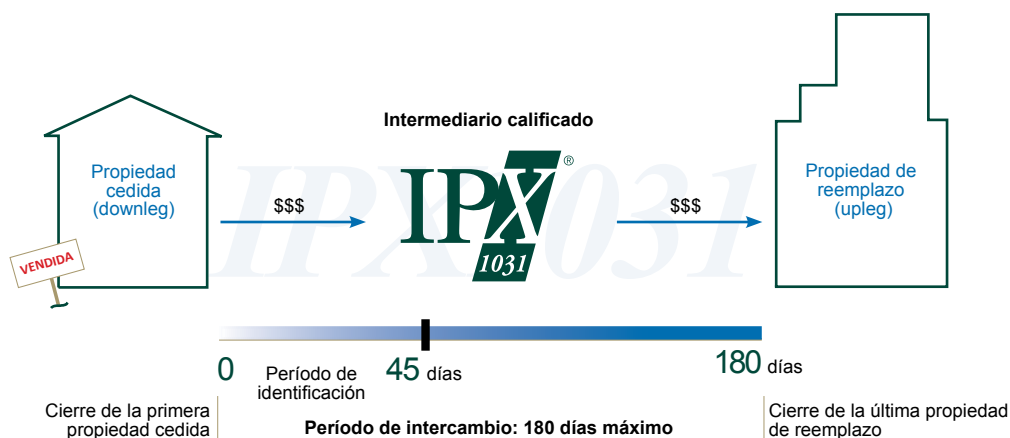 Intermediario calificado
Propiedad
cedida
(downleg)
$$$
IPX®
1031
$$$
Propiedad de
reemplazo
(upleg)
VENDIDA
IPX1031
0
Período de
identificación
45 días
180 días
Cierre de la primera
propiedad cedida
Período de intercambio: 180 días máximo
Cierre de la última propiedad
de reemplazo